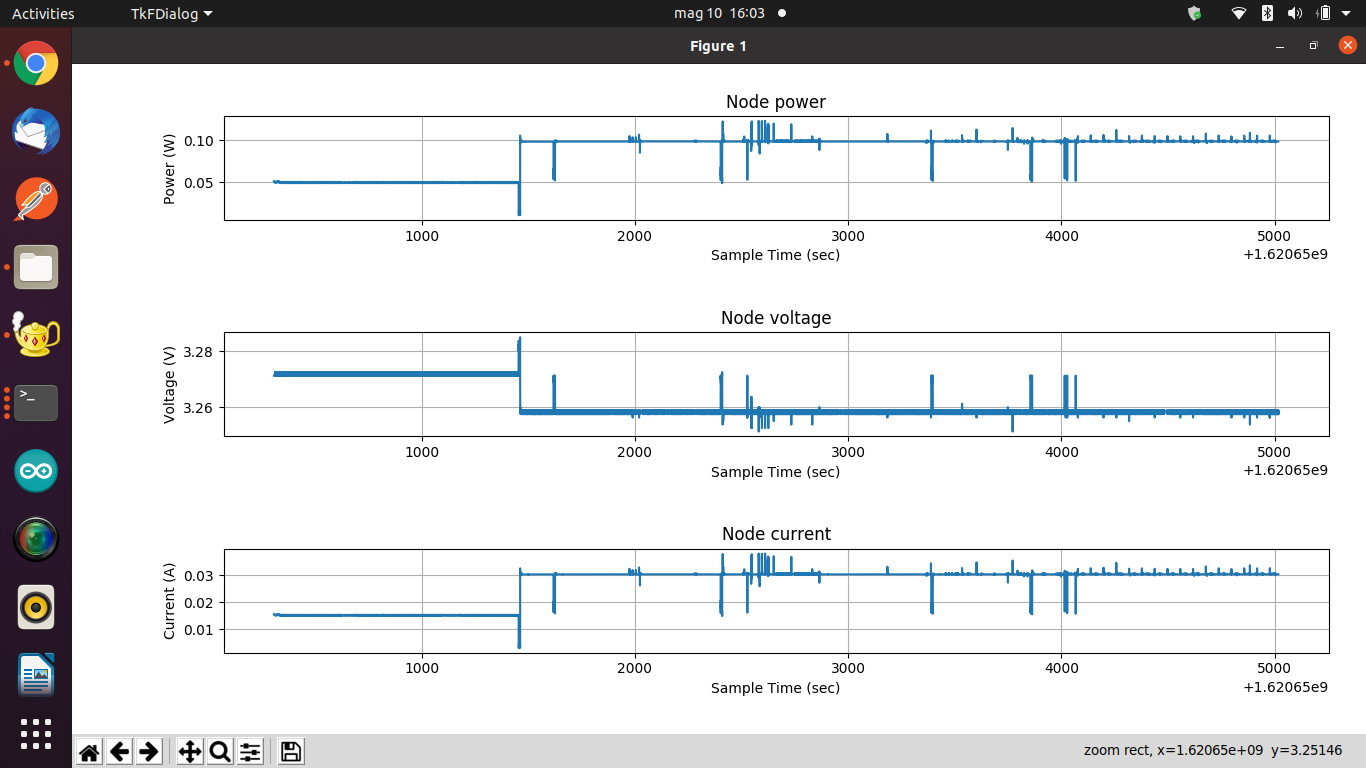 Activities TkFDialog mag 10 16:03
Figure 1
Node power
Power (W)
0.10
0.05
1000 2000 3000 4000 5000
Sample Time (sec) +1.62065e9
Node voltage
Voltage (V)
3.28
3.26
1000 2000 3000 4000 5000
Sample Time (sec) +1.62065e9
Node current
Current (A)
0.03
0.02
0.01
1000 2000 3000 4000 5000
Sample Time (sec) +1.62065e9
>_
zoom rect, x=1.62065e+09 y=3.25146